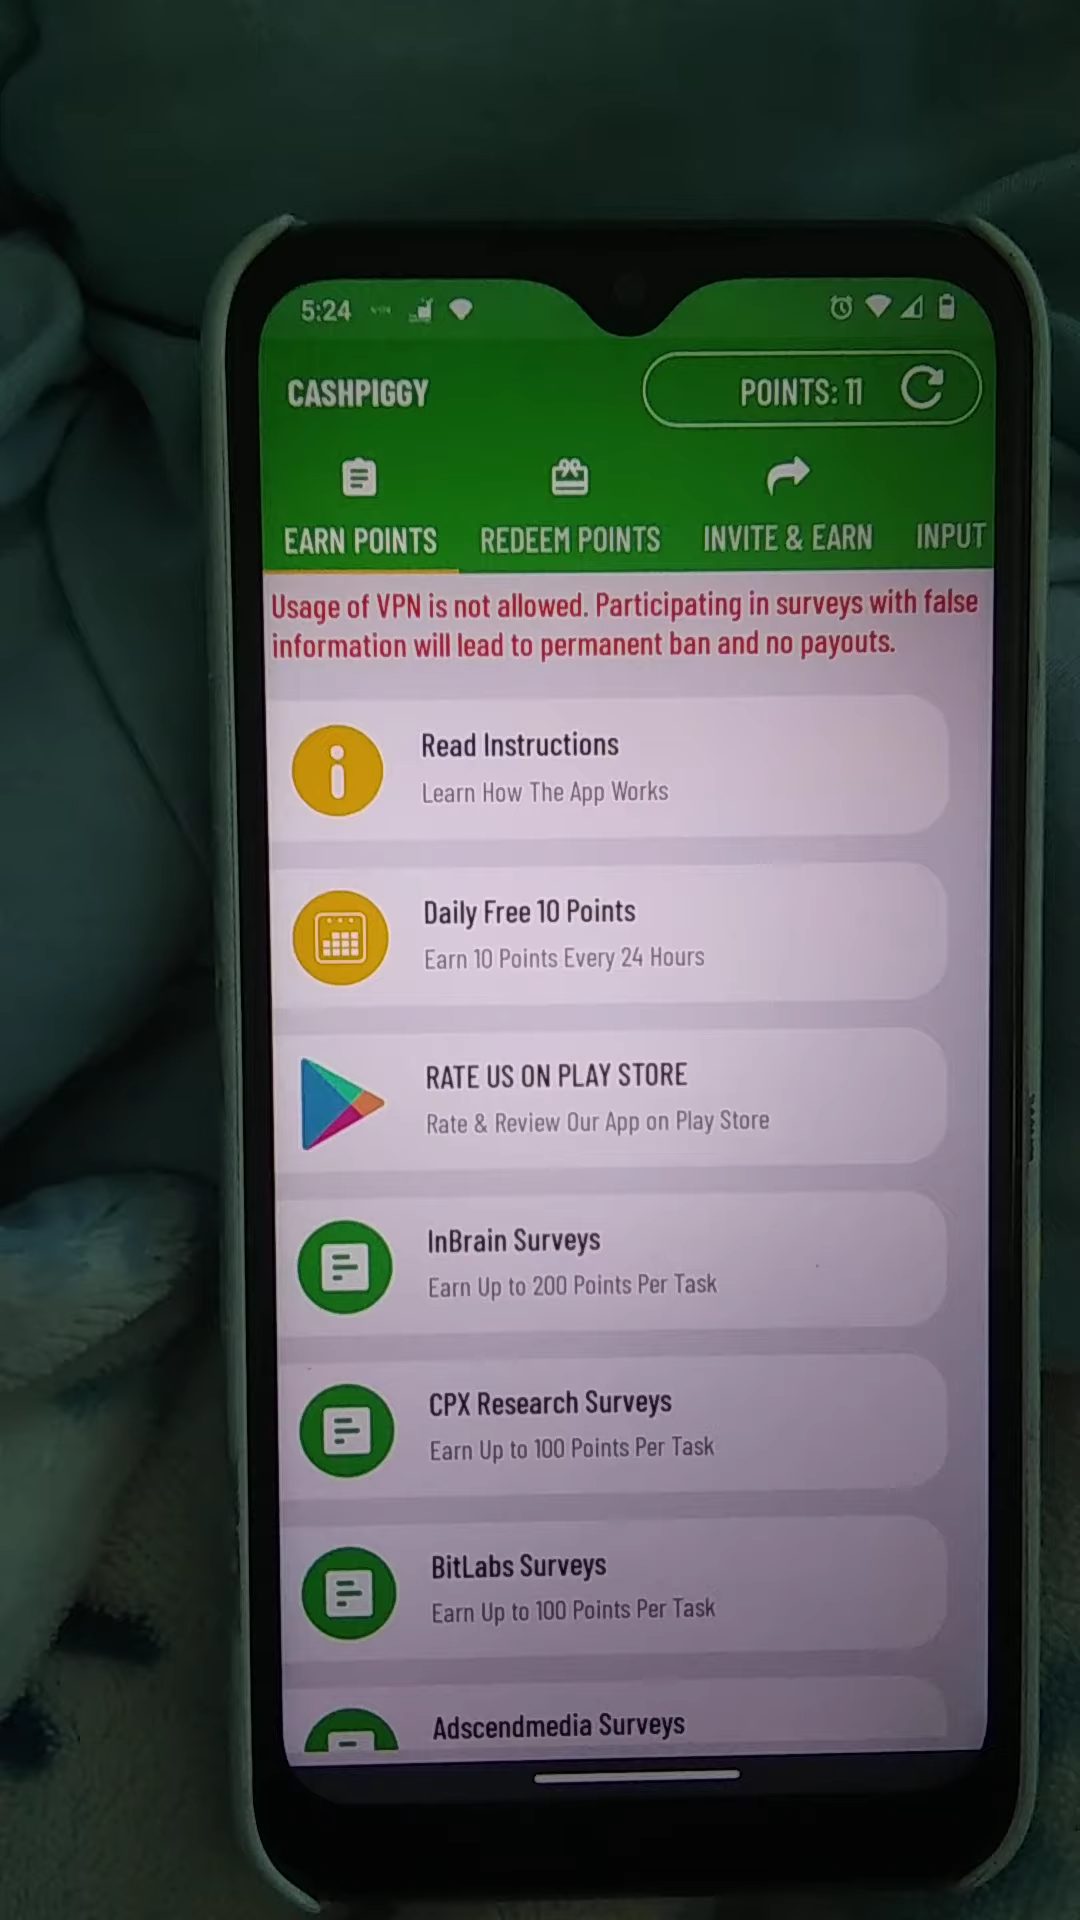 5:24
CASHPIGGY
POINTS: 11
EARN POINTS
REDEEM POINTS
INVITE & EARN
INPUT
Usage of VPN is not allowed. Participating in surveys with false
information will lead to permanent ban and no payouts.
Read Instructions
Learn How The App Works
Daily Free 10 Points
Earn 10 Points Every 24 Hours
RATE US ON PLAY STORE
Rate & Review Our App on Play Store
InBrain Surveys
Earn Up to 200 Points Per Task
CPX Research Surveys
Earn Up to 100 Points Per Task
BitLabs Surveys
Earn Up to 100 Points Per Task
Adscendmedia Surveys